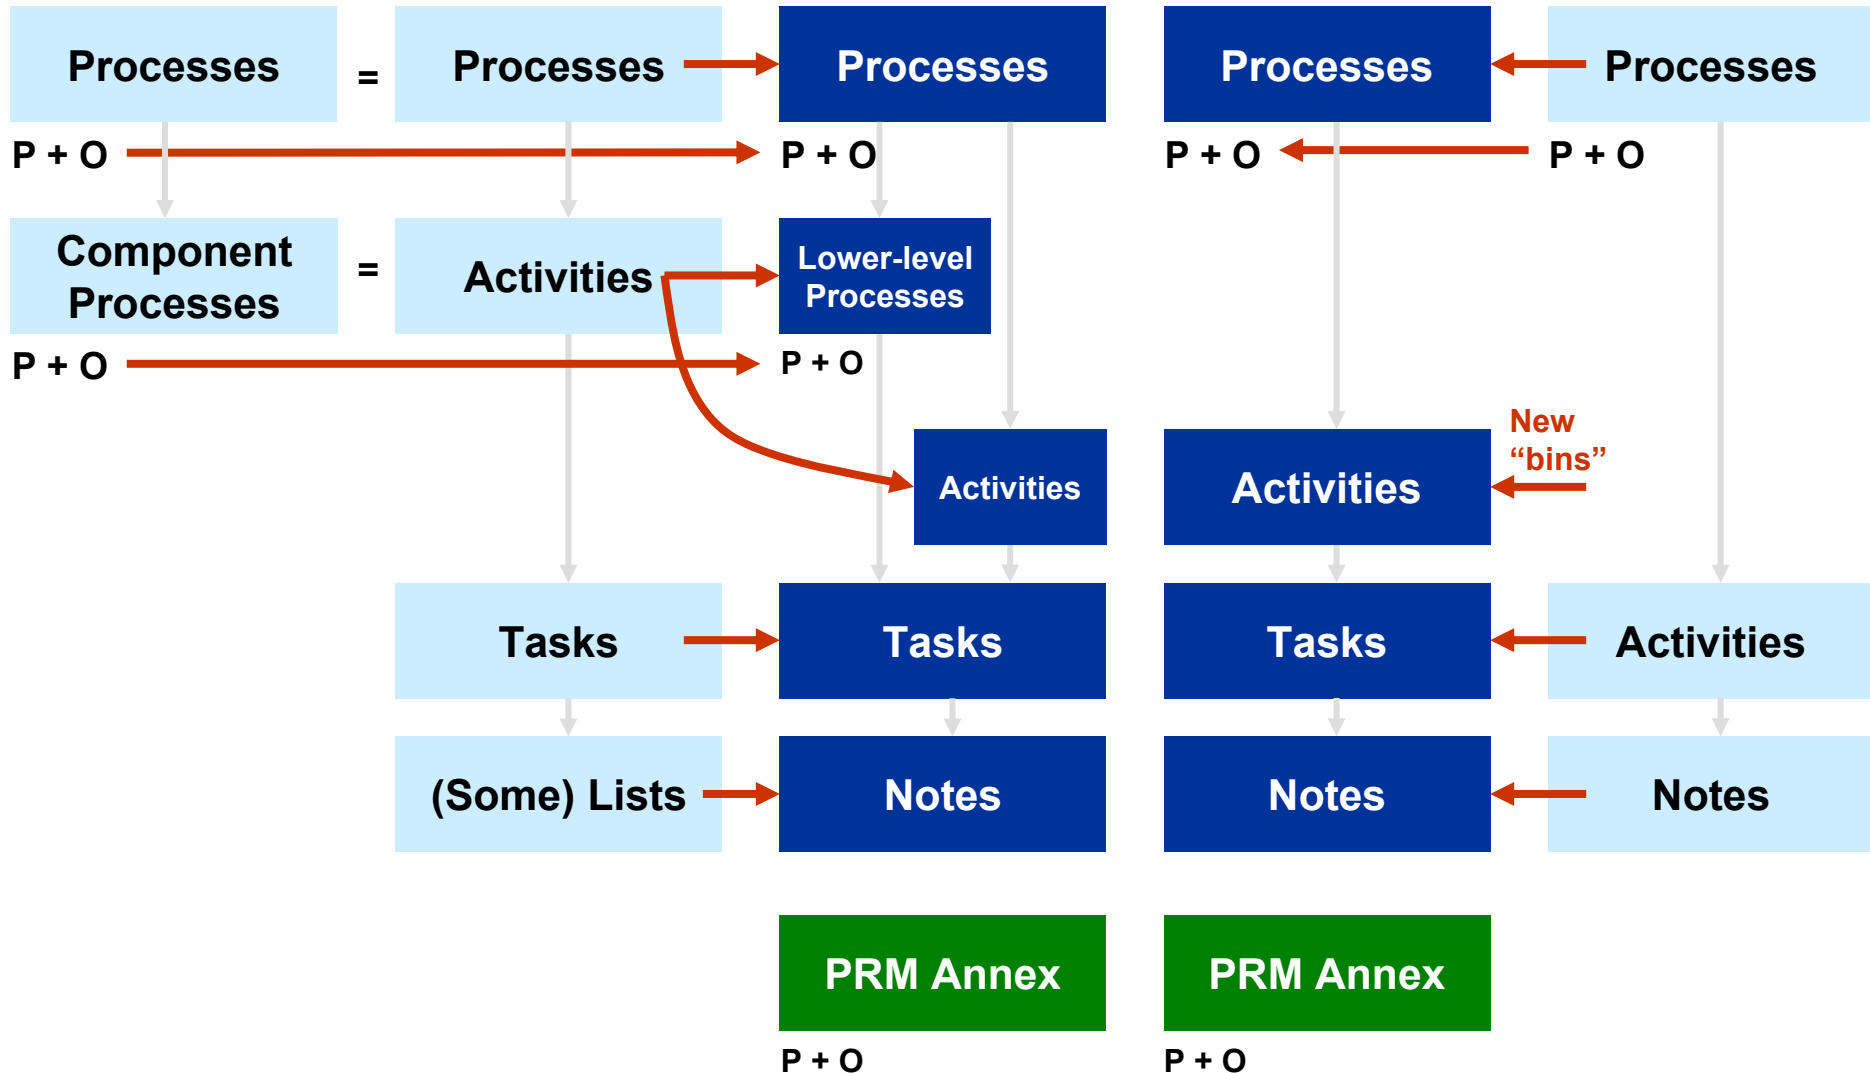 Processes = Processes Processes Processes Processes
P + O P + O P + O P + O
Component
Processes
=
Activities
Lower-level
Processes
P + O P + O
New
“bins”
Activities Activities
Tasks Tasks Tasks Activities
(Some) Lists Notes Notes Notes
PRM Annex PRM Annex
P + O P + O